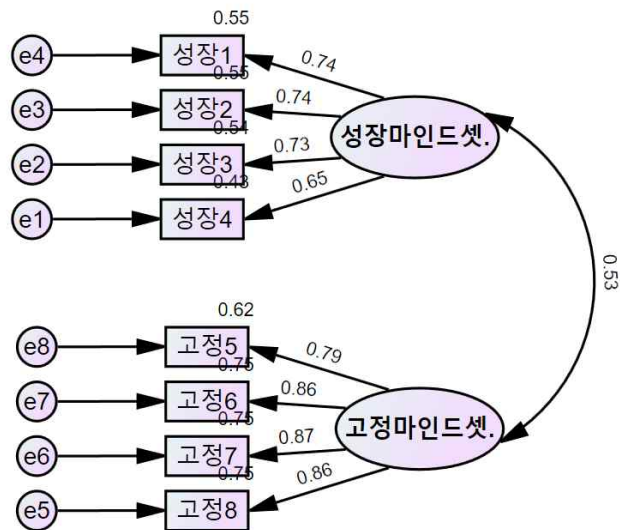 0.55
e4 성장1 0.74
0.55
e3 성장2 0.74
0.54
e2 성장3 0.73
0.43
e1 성장4 0.65
성장마인드셋.
0.53
0.62
e8 고정5 0.79
0.75
e7 고정6 0.86
0.75
e6 고정7 0.87
0.75
e5 고정8 0.86
고정마인드셋.